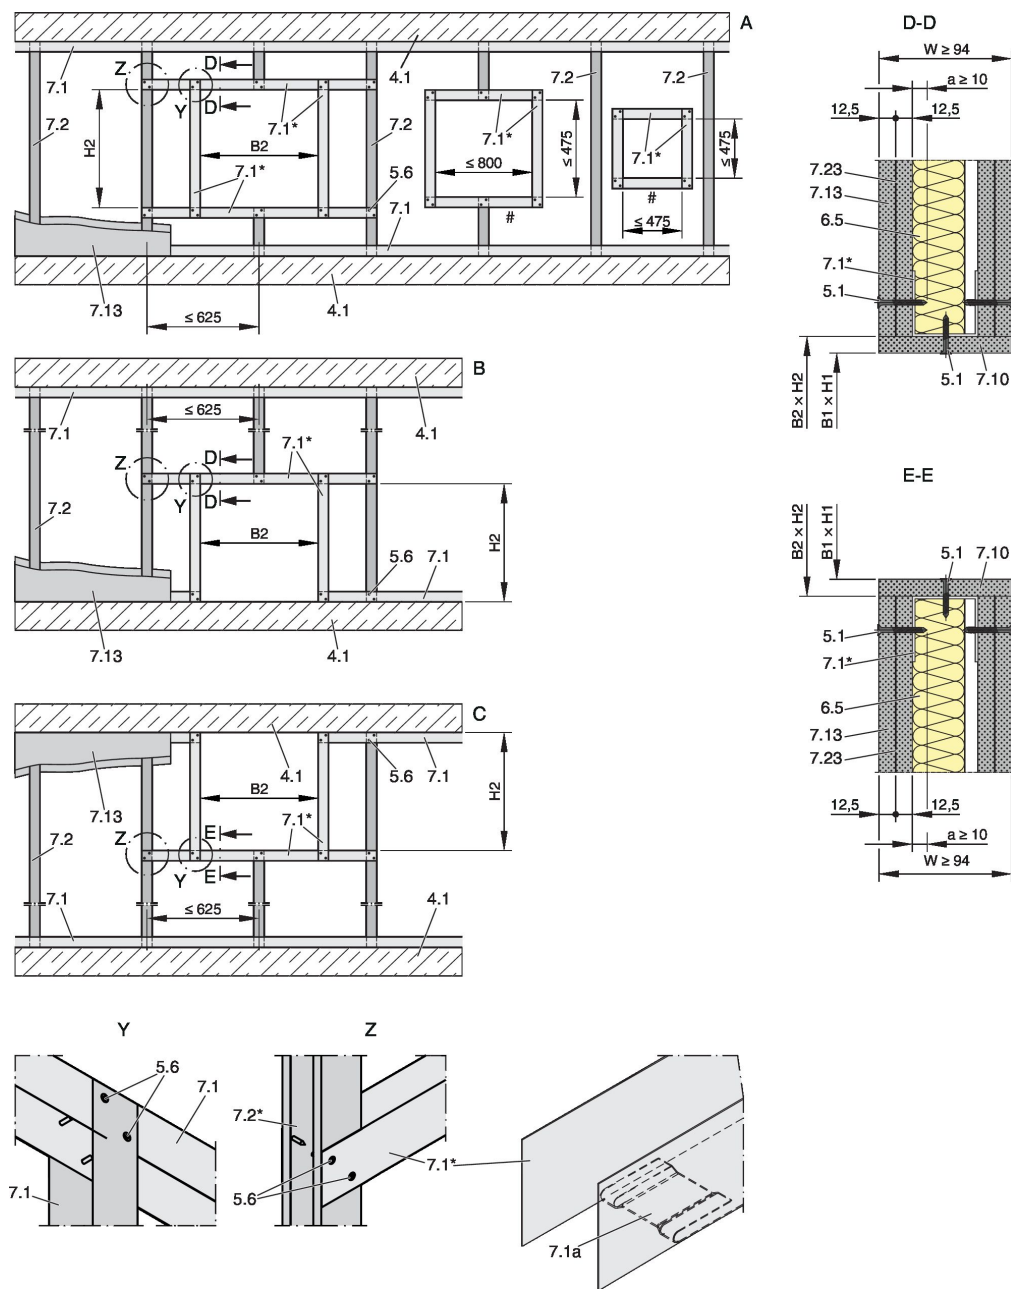 A
4.1
7.1
Z
D
7.2
7.2
D
Y
7.1*
7.1*
≤ 475
7.1*
≤ 475
7.2
H2
B2
7.2
≤ 800
7.1*
5.6
#
#
7.1
≤ 475
7.13
≤ 625
4.1
B
≤ 625
7.1
4.1
7.1*
Z
D
Y
D
7.2
B2
H2
5.6
7.1
7.13
4.1
C
4.1
5.6
7.1
7.13
B2
H2
7.1*
7.2
Z
E
Y
E
7.1
≤ 625
4.1
D-D
W ≥ 94
a ≥ 10
12,5
12,5
7.23
7.13
6.5
7.1*
5.1
5.1
7.10
B2 × H2
B1 × H1
E-E
B2 × H2
B1 × H1
5.1
7.10
5.1
7.1*
6.5
7.13
7.23
12,5
12,5
a ≥ 10
W ≥ 94
Y
5.6
7.1
7.1
Z
7.2*
7.1*
5.6
7.1a